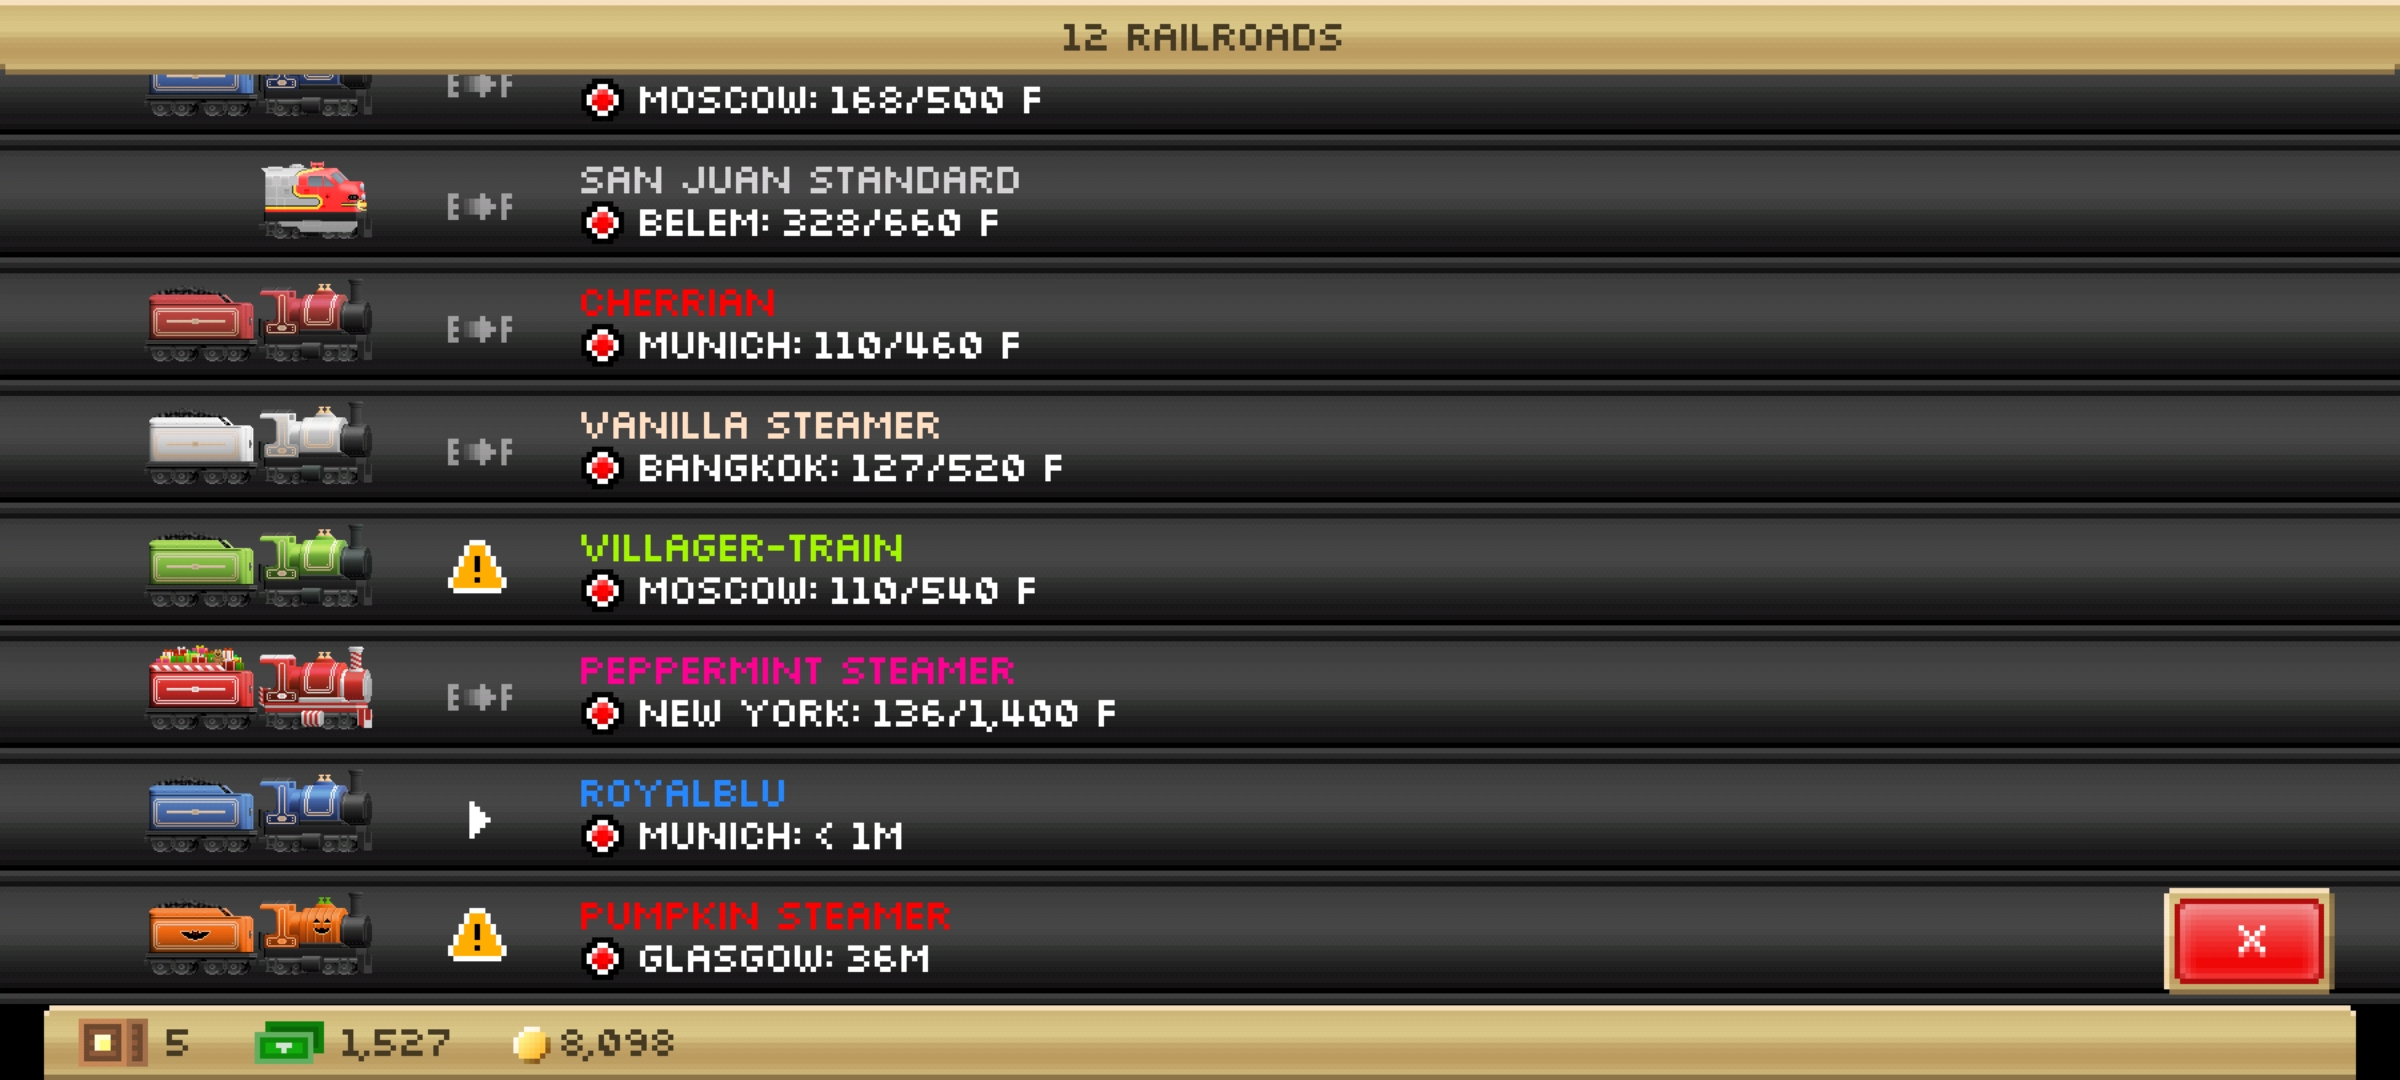 12 RAILROADS
E F
MOSCOW: 168/500 F
SAN JUAN STANDARD
E F
BELEM: 328/660 F
CHERRIAN
E F
MUNICH: 110/460 F
VANILLA STEAMER
E F
BANGKOK: 127/520 F
VILLAGER-TRAIN
!
MOSCOW: 110/540 F
PEPPERMINT STEAMER
E F
NEW YORK: 136/1,400 F
ROYALBLU
MUNICH: < 1M
PUMPKIN STEAMER
!
GLASGOW: 36M
X
5 1,527 8,098